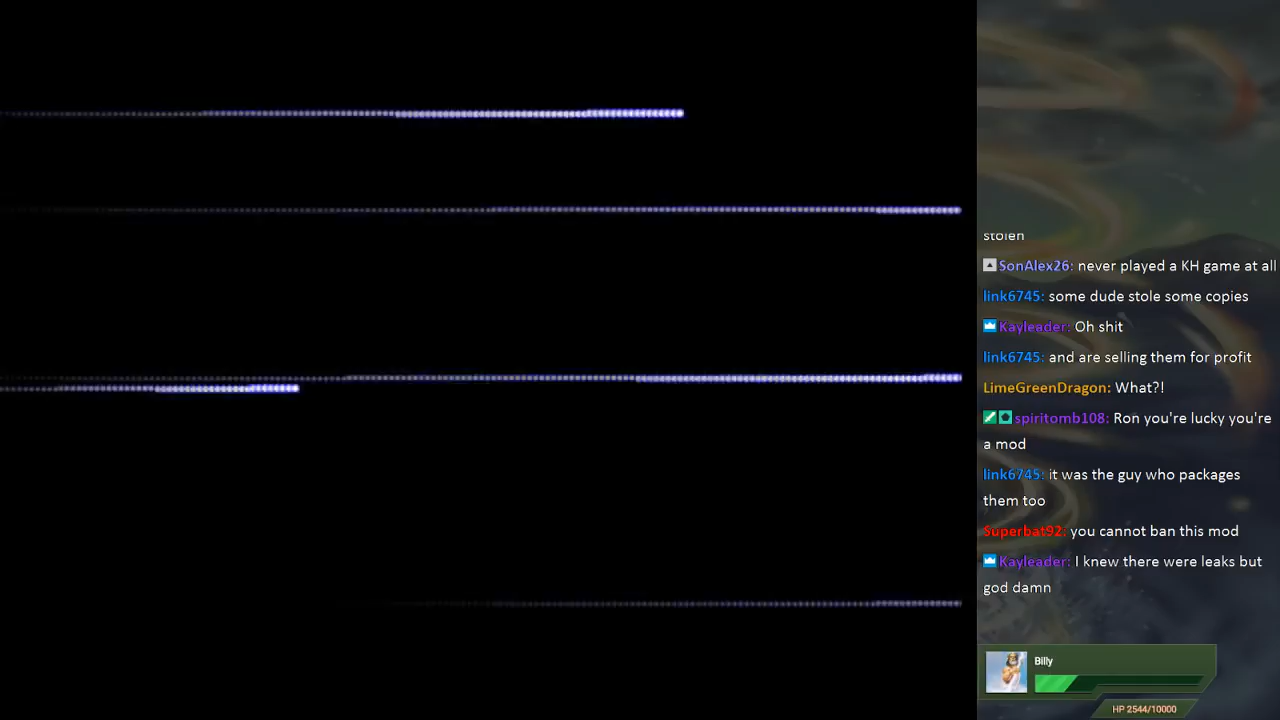 stolen
SonAlex26: never played a KH game at all
link6745: some dude stole some copies
Kayleader: Oh shit
link6745: and are selling them for profit
LimeGreenDragon: What?!
spiritomb108: Ron you're lucky you're
a mod
link6745: it was the guy who packages
them too
Superbat92: you cannot ban this mod
Kayleader: I knew there were leaks but
god damn
Billy
HP 2544/10000